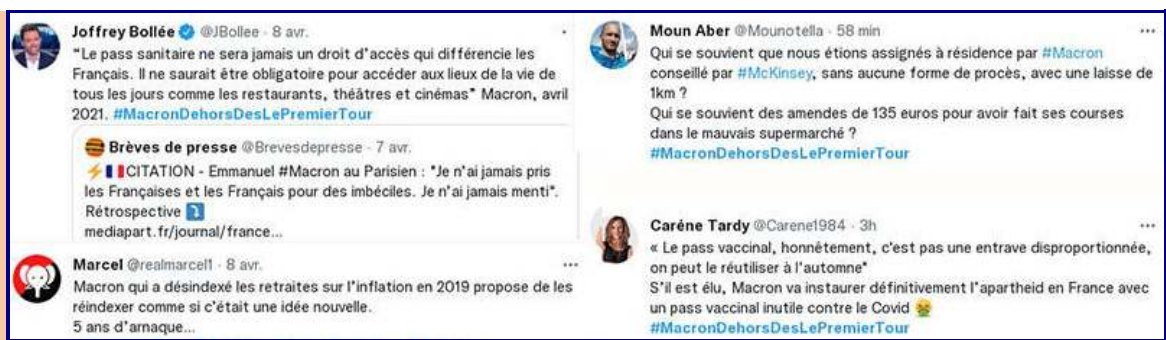 Joffrey Bollée @JBollee · 8 avr.
“Le pass sanitaire ne sera jamais un droit d’accès qui différencie les
Français. Il ne saurait être obligatoire pour accéder aux lieux de la vie de
tous les jours comme les restaurants, théâtres et cinémas” Macron, avril
2021. #MacronDehorsDesLePremierTour
Brèves de presse @Brevesdepresse · 7 avr.
⚡🇫🇷CITATION - Emmanuel #Macron au Parisien : "Je n’ai jamais pris
les Françaises et les Français pour des imbéciles. Je n’ai jamais menti".
Rétrospective ⤵️
mediapart.fr/journal/france...
Marcel @realmarcel1 · 8 avr.
Macron qui a désindexé les retraites sur l’inflation en 2019 propose de les
réindexer comme si c’était une idée nouvelle.
5 ans d’arnaque...
Moun Aber @Mounotella · 58 min
Qui se souvient que nous étions assignés à résidence par #Macron
conseillé par #McKinsey, sans aucune forme de procès, avec une laisse de
1km ?
Qui se souvient des amendes de 135 euros pour avoir fait ses courses
dans le mauvais supermarché ?
#MacronDehorsDesLePremierTour
Caréne Tardy @Carene1984 · 3h
« Le pass vaccinal, honnêtement, c'est pas une entrave disproportionnée,
on peut le réutiliser à l'automne"
S’il est élu, Macron va instaurer définitivement l’apartheid en France avec
un pass vaccinal inutile contre le Covid 🤮
#MacronDehorsDesLePremierTour